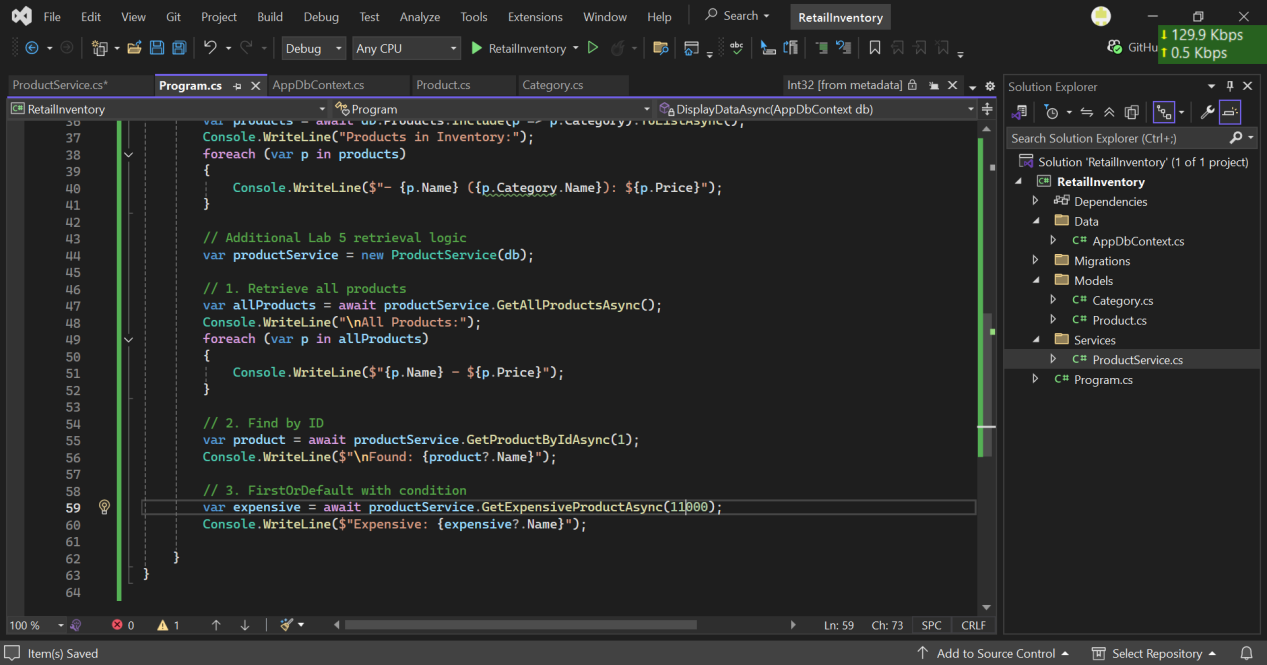 File Edit View Git Project Build Debug Test Analyze Tools Extensions Window Help Search RetailInventory
Debug Any CPU RetailInventory GitHu
↓ 129.9 Kbps
↑ 0.5 Kbps
ProductService.cs* Program.cs AppDbContext.cs Product.cs Category.cs Int32 [from metadata]
RetailInventory Program DisplayDataAsync(AppDbContext db)
36 var products = await db.Products.Include(p => p.Category).ToListAsync();
37 Console.WriteLine("Products in Inventory:");
38 foreach (var p in products)
39 {
40 Console.WriteLine($"- {p.Name} ({p.Category.Name}): ${p.Price}");
41 }
42
43 // Additional Lab 5 retrieval logic
44 var productService = new ProductService(db);
45
46 // 1. Retrieve all products
47 var allProducts = await productService.GetAllProductsAsync();
48 Console.WriteLine("\nAll Products:");
49 foreach (var p in allProducts)
50 {
51 Console.WriteLine($"{p.Name} - ${p.Price}");
52 }
53
54 // 2. Find by ID
55 var product = await productService.GetProductByIdAsync(1);
56 Console.WriteLine($"\nFound: {product?.Name}");
57
58 // 3. FirstOrDefault with condition
59 var expensive = await productService.GetExpensiveProductAsync(11000);
60 Console.WriteLine($"Expensive: {expensive?.Name}");
61
62 }
63 }
64
100 % 0 1 Ln: 59 Ch: 73 SPC CRLF
Solution Explorer
Search Solution Explorer (Ctrl+;)
Solution 'RetailInventory' (1 of 1 project)
C# RetailInventory
Dependencies
Data
C# AppDbContext.cs
Migrations
Models
C# Category.cs
C# Product.cs
Services
C# ProductService.cs
C# Program.cs
Item(s) Saved Add to Source Control Select Repository